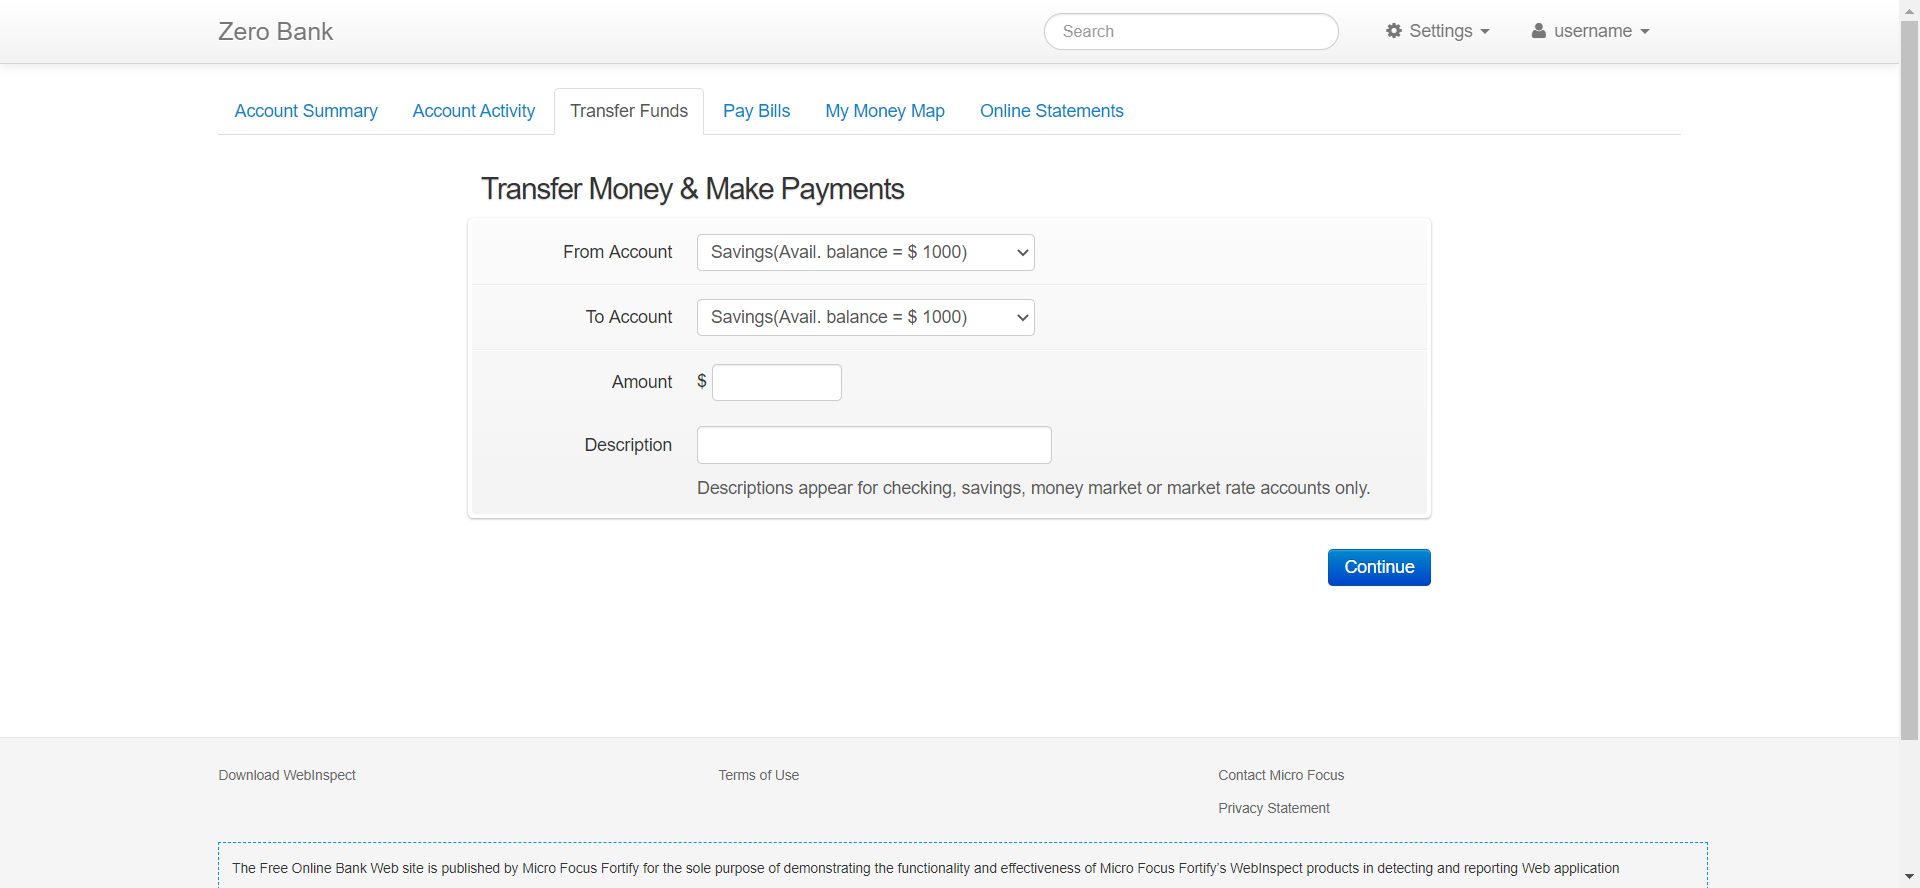 Zero Bank
Search
Settings
username
Account Summary
Account Activity
Transfer Funds
Pay Bills
My Money Map
Online Statements
Transfer Money & Make Payments
From Account
Savings(Avail. balance = $ 1000)
To Account
Savings(Avail. balance = $ 1000)
Amount
$
Description
Descriptions appear for checking, savings, money market or market rate accounts only.
Continue
Download WebInspect
Terms of Use
Contact Micro Focus
Privacy Statement
The Free Online Bank Web site is published by Micro Focus Fortify for the sole purpose of demonstrating the functionality and effectiveness of Micro Focus Fortify's WebInspect products in detecting and reporting Web application